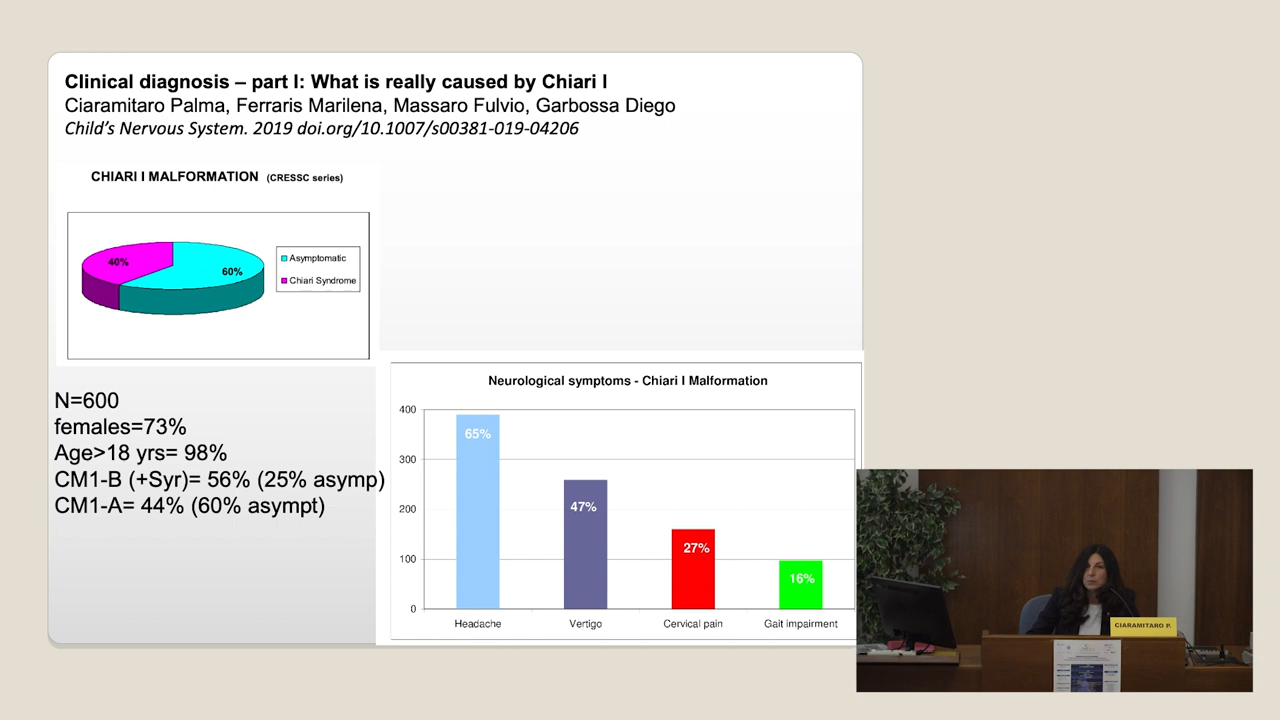 Clinical diagnosis – part I: What is really caused by Chiari I
Ciaramitaro Palma, Ferraris Marilena, Massaro Fulvio, Garbossa Diego
Child’s Nervous System. 2019 doi.org/10.1007/s00381-019-04206
CHIARI I MALFORMATION (CRESSC series)
40%
60%
Asymptomatic
Chiari Syndrome
N=600
females=73%
Age>18 yrs= 98%
CM1-B (+Syr)= 56% (25% asymp)
CM1-A= 44% (60% asympt)
Neurological symptoms - Chiari I Malformation
400
300
200
100
0
65%
47%
27%
16%
Headache
Vertigo
Cervical pain
Gait impairment
CIARAMITARO P.